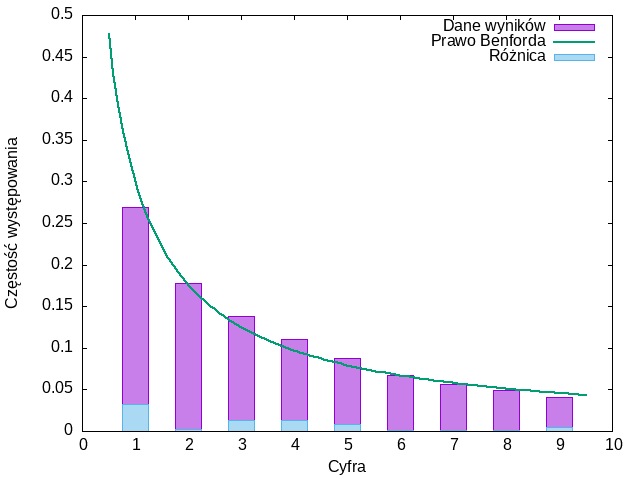 Dane wyników
Prawo Benforda
Różnica
Częstość występowania
0.5
0.45
0.4
0.35
0.3
0.25
0.2
0.15
0.1
0.05
0
0 1 2 3 4 5 6 7 8 9 10
Cyfra